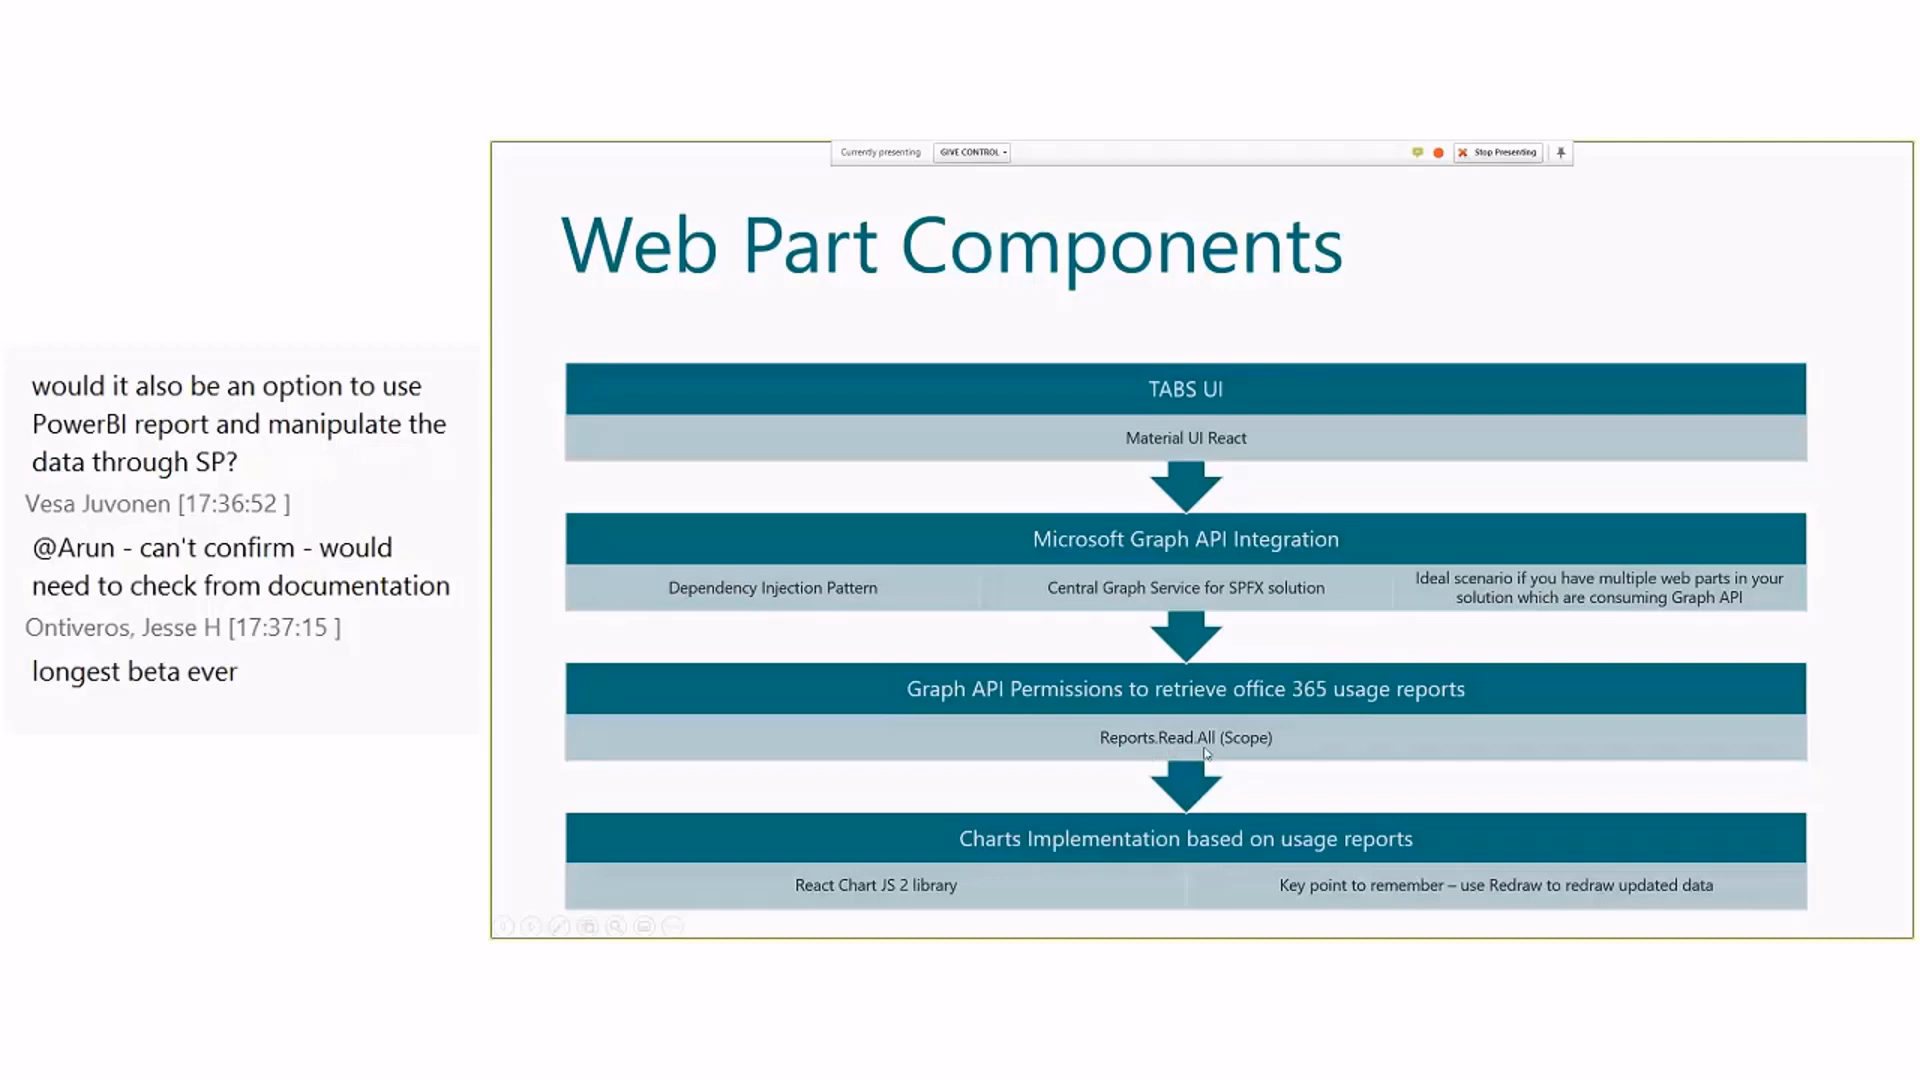 would it also be an option to use
PowerBI report and manipulate the
data through SP?
Vesa Juvonen [17:36:52 ]
@Arun - can't confirm - would
need to check from documentation
Ontiveros, Jesse H [17:37:15 ]
longest beta ever
Currently presenting
GIVE CONTROL
Stop Presenting
Web Part Components
TABS UI
Material UI React
Microsoft Graph API Integration
Dependency Injection Pattern
Central Graph Service for SPFX solution
Ideal scenario if you have multiple web parts in your
solution which are consuming Graph API
Graph API Permissions to retrieve office 365 usage reports
Reports.Read.All (Scope)
Charts Implementation based on usage reports
React Chart JS 2 library
Key point to remember – use Redraw to redraw updated data